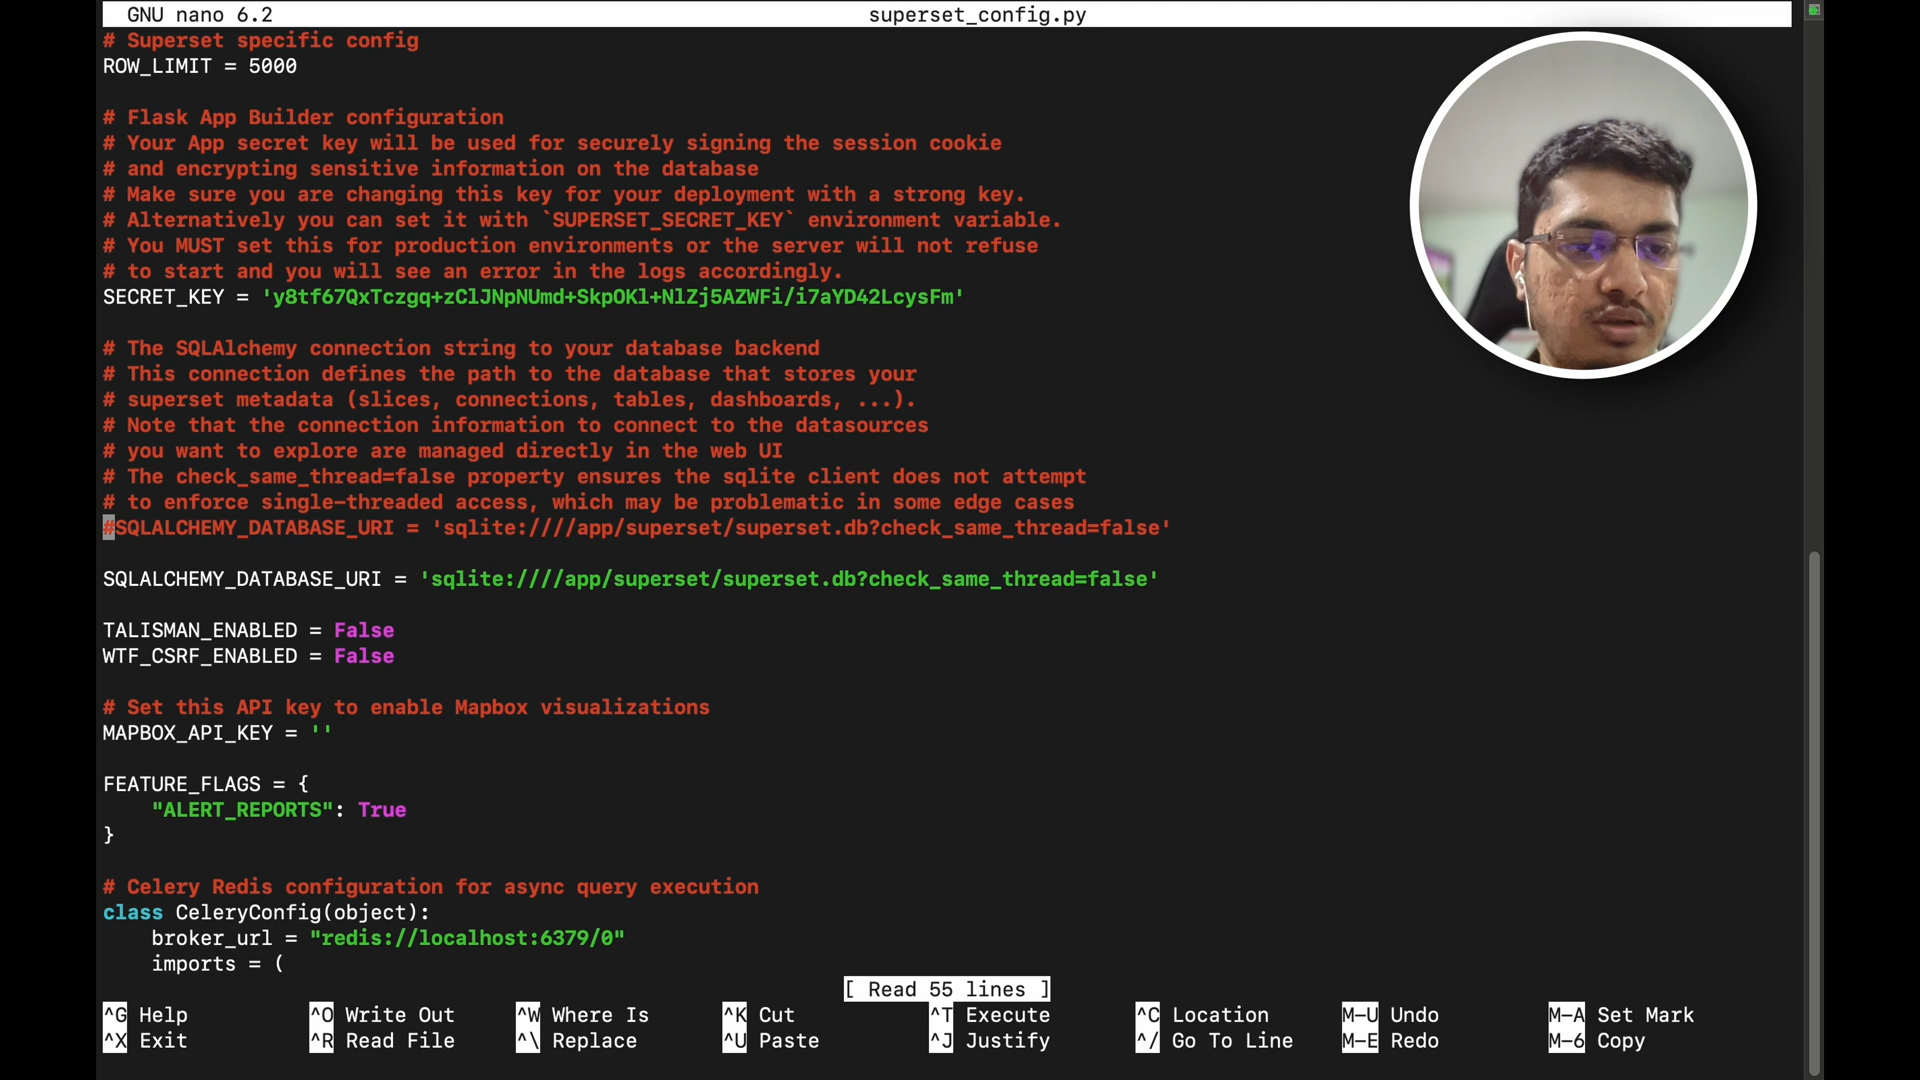 GNU nano 6.2 superset_config.py
# Superset specific config
ROW_LIMIT = 5000
# Flask App Builder configuration
# Your App secret key will be used for securely signing the session cookie
# and encrypting sensitive information on the database
# Make sure you are changing this key for your deployment with a strong key.
# Alternatively you can set it with `SUPERSET_SECRET_KEY` environment variable.
# You MUST set this for production environments or the server will not refuse
# to start and you will see an error in the logs accordingly.
SECRET_KEY = 'y8tf67QxTczgq+zClJNpNUmd+SkpOKl+NlZj5AZWFi/i7aYD42LcysFm'
# The SQLAlchemy connection string to your database backend
# This connection defines the path to the database that stores your
# superset metadata (slices, connections, tables, dashboards, ...).
# Note that the connection information to connect to the datasources
# you want to explore are managed directly in the web UI
# The check_same_thread=false property ensures the sqlite client does not attempt
# to enforce single-threaded access, which may be problematic in some edge cases
#SQLALCHEMY_DATABASE_URI = 'sqlite:////app/superset/superset.db?check_same_thread=false'
SQLALCHEMY_DATABASE_URI = 'sqlite:////app/superset/superset.db?check_same_thread=false'
TALISMAN_ENABLED = False
WTF_CSRF_ENABLED = False
# Set this API key to enable Mapbox visualizations
MAPBOX_API_KEY = ''
FEATURE_FLAGS = {
    "ALERT_REPORTS": True
}
# Celery Redis configuration for async query execution
class CeleryConfig(object):
    broker_url = "redis://localhost:6379/0"
    imports = (
[ Read 55 lines ]
^G Help ^O Write Out ^W Where Is ^K Cut ^T Execute ^C Location M-U Undo M-A Set Mark
^X Exit ^R Read File ^\ Replace ^U Paste ^J Justify ^/ Go To Line M-E Redo M-6 Copy